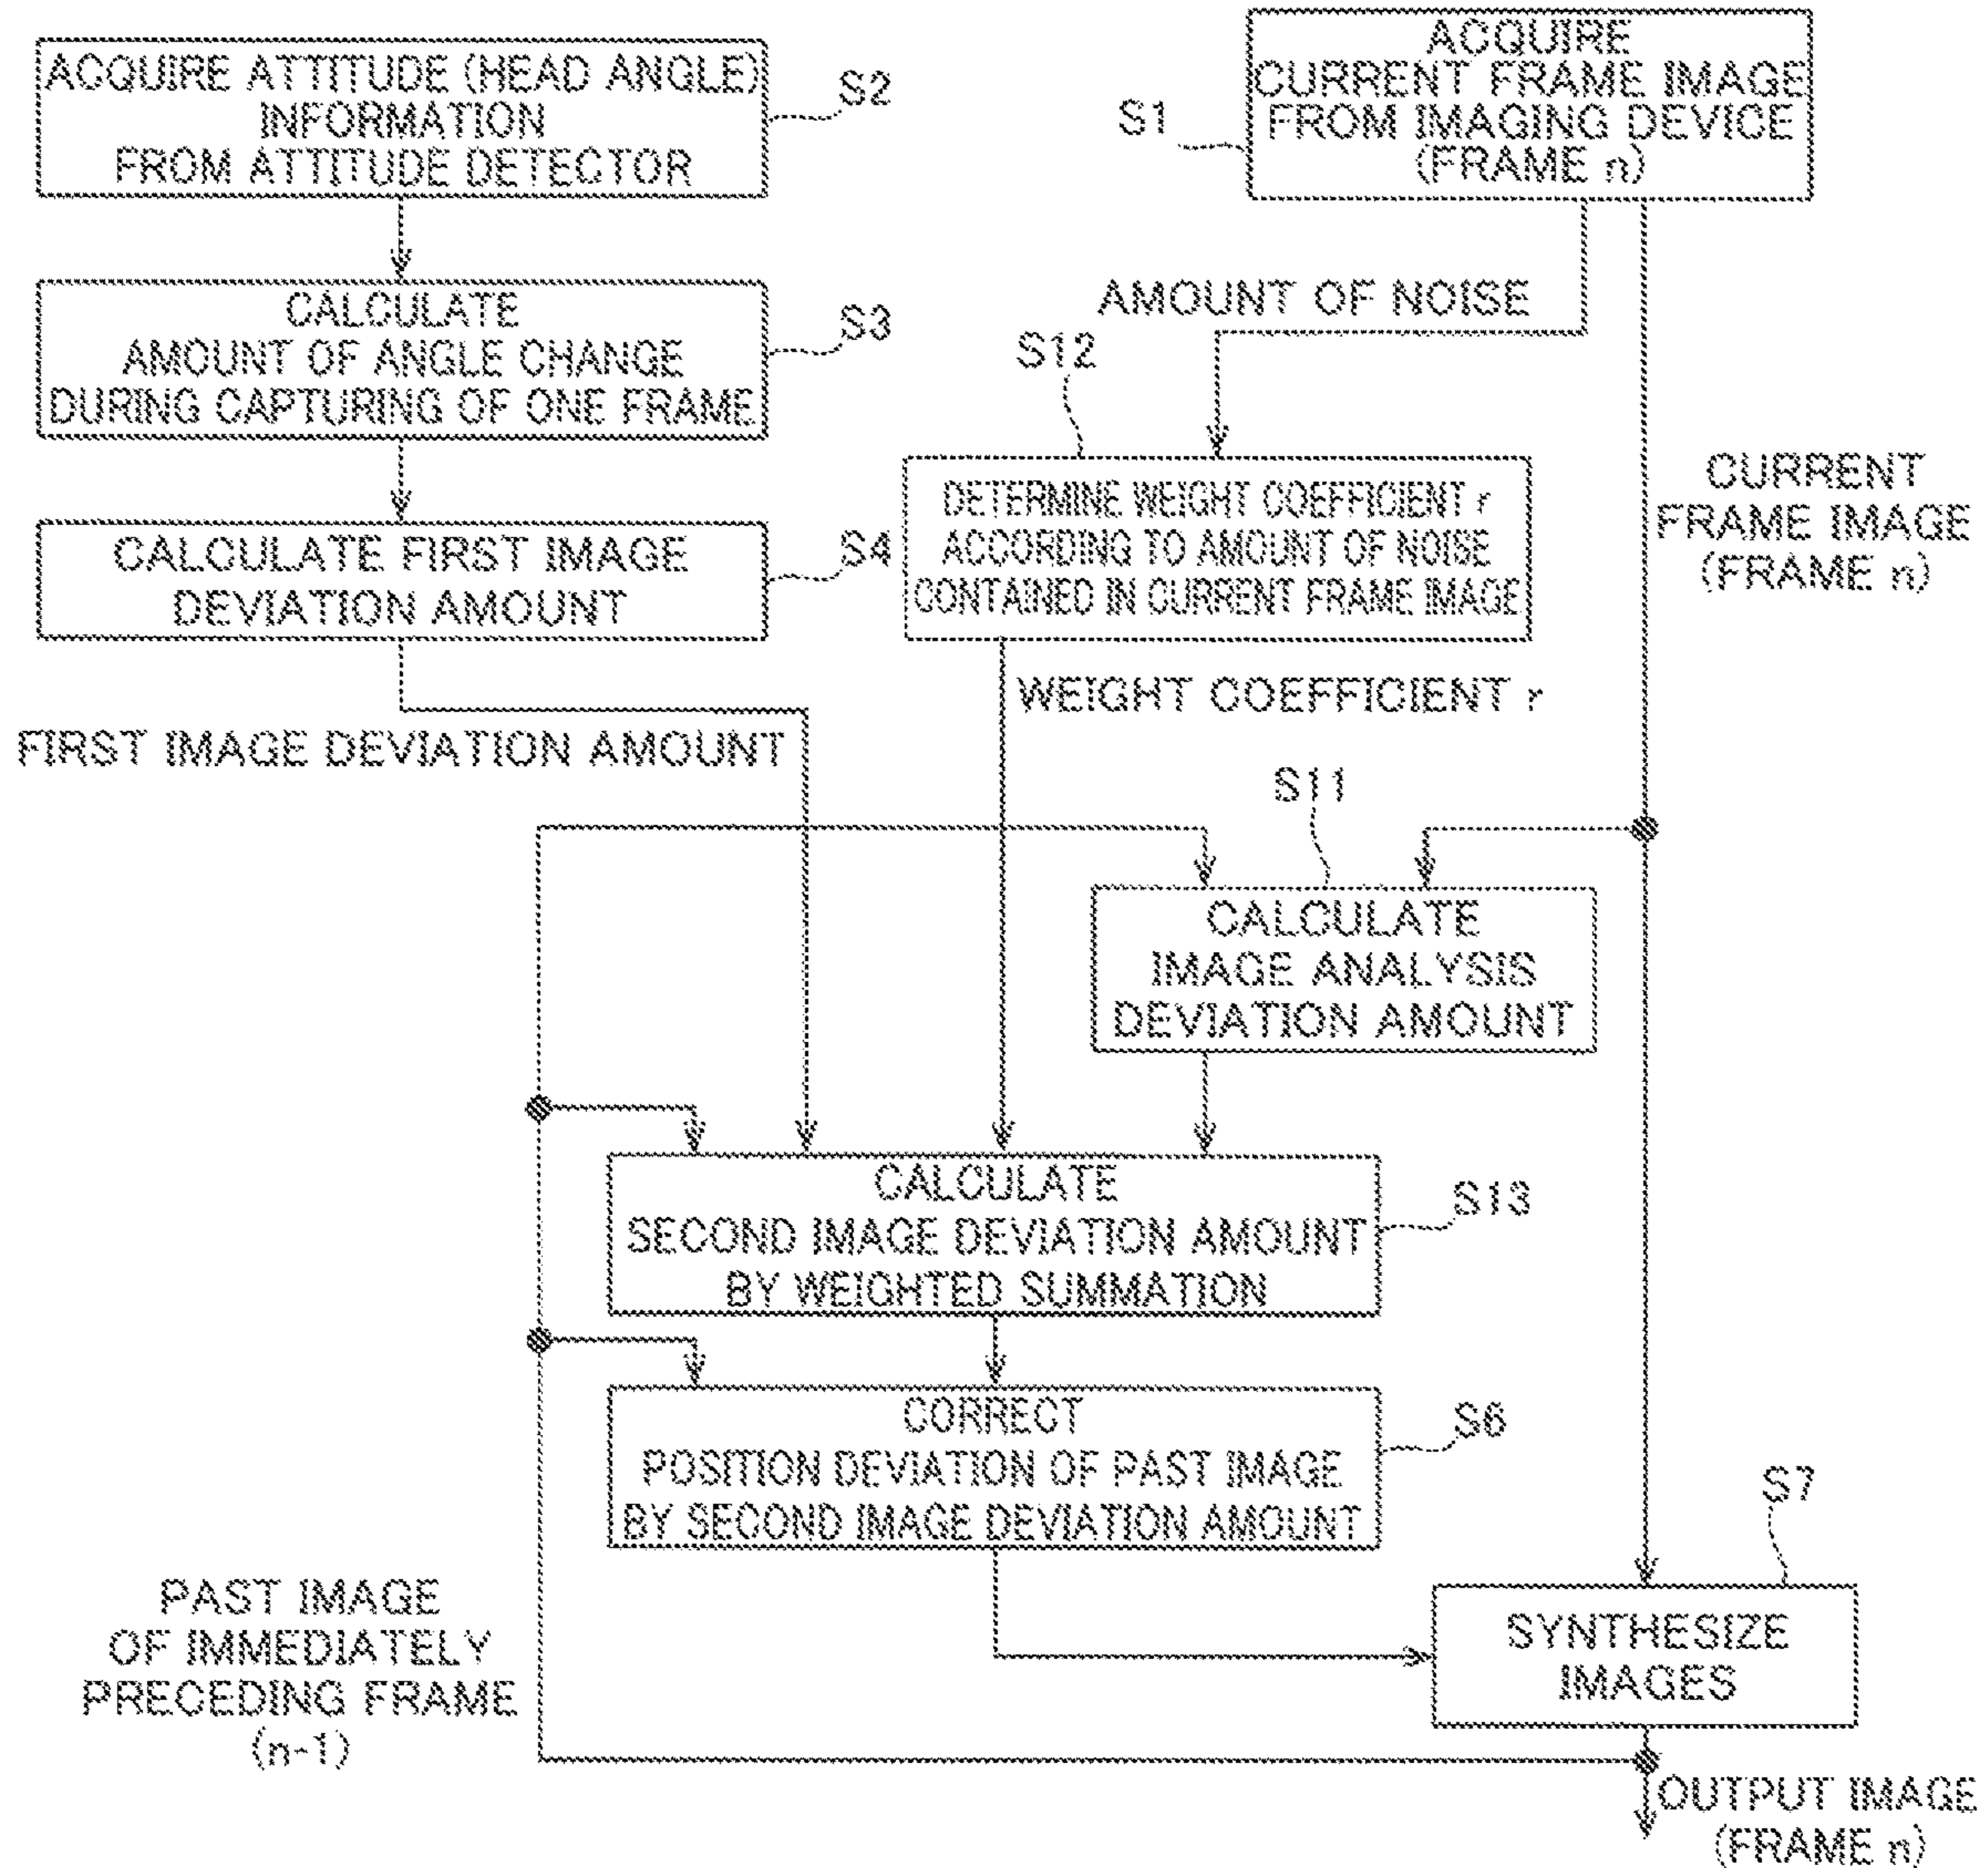 ACQUIRE ATTITUDE (HEAD ANGLE)
INFORMATION
FROM ATTITUDE DETECTOR
S2
S1
ACQUIRE
CURRENT FRAME IMAGE
FROM IMAGING DEVICE
(FRAME n)
CALCULATE
AMOUNT OF ANGLE CHANGE
DURING CAPTURING OF ONE FRAME
S3
AMOUNT OF NOISE
S12
CALCULATE FIRST IMAGE
DEVIATION AMOUNT
S4
DETERMINE WEIGHT COEFFICIENT r
ACCORDING TO AMOUNT OF NOISE
CONTAINED IN CURRENT FRAME IMAGE
CURRENT
FRAME IMAGE
(FRAME n)
FIRST IMAGE DEVIATION AMOUNT
WEIGHT COEFFICIENT r
S11
CALCULATE
IMAGE ANALYSIS
DEVIATION AMOUNT
CALCULATE
SECOND IMAGE DEVIATION AMOUNT
BY WEIGHTED SUMMATION
S13
CORRECT
POSITION DEVIATION OF PAST IMAGE
BY SECOND IMAGE DEVIATION AMOUNT
S6
S7
PAST IMAGE
OF IMMEDIATELY
PRECEDING FRAME
(n-1)
SYNTHESIZE
IMAGES
OUTPUT IMAGE
(FRAME n)